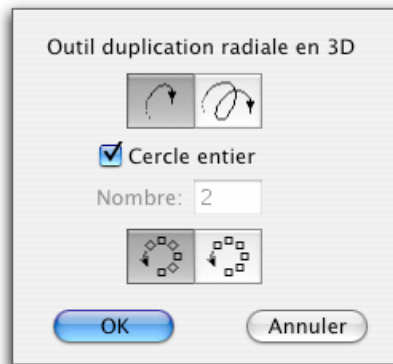 Outil duplication radiale en 3D
Cercle entier
Nombre: 2
OK Annuler